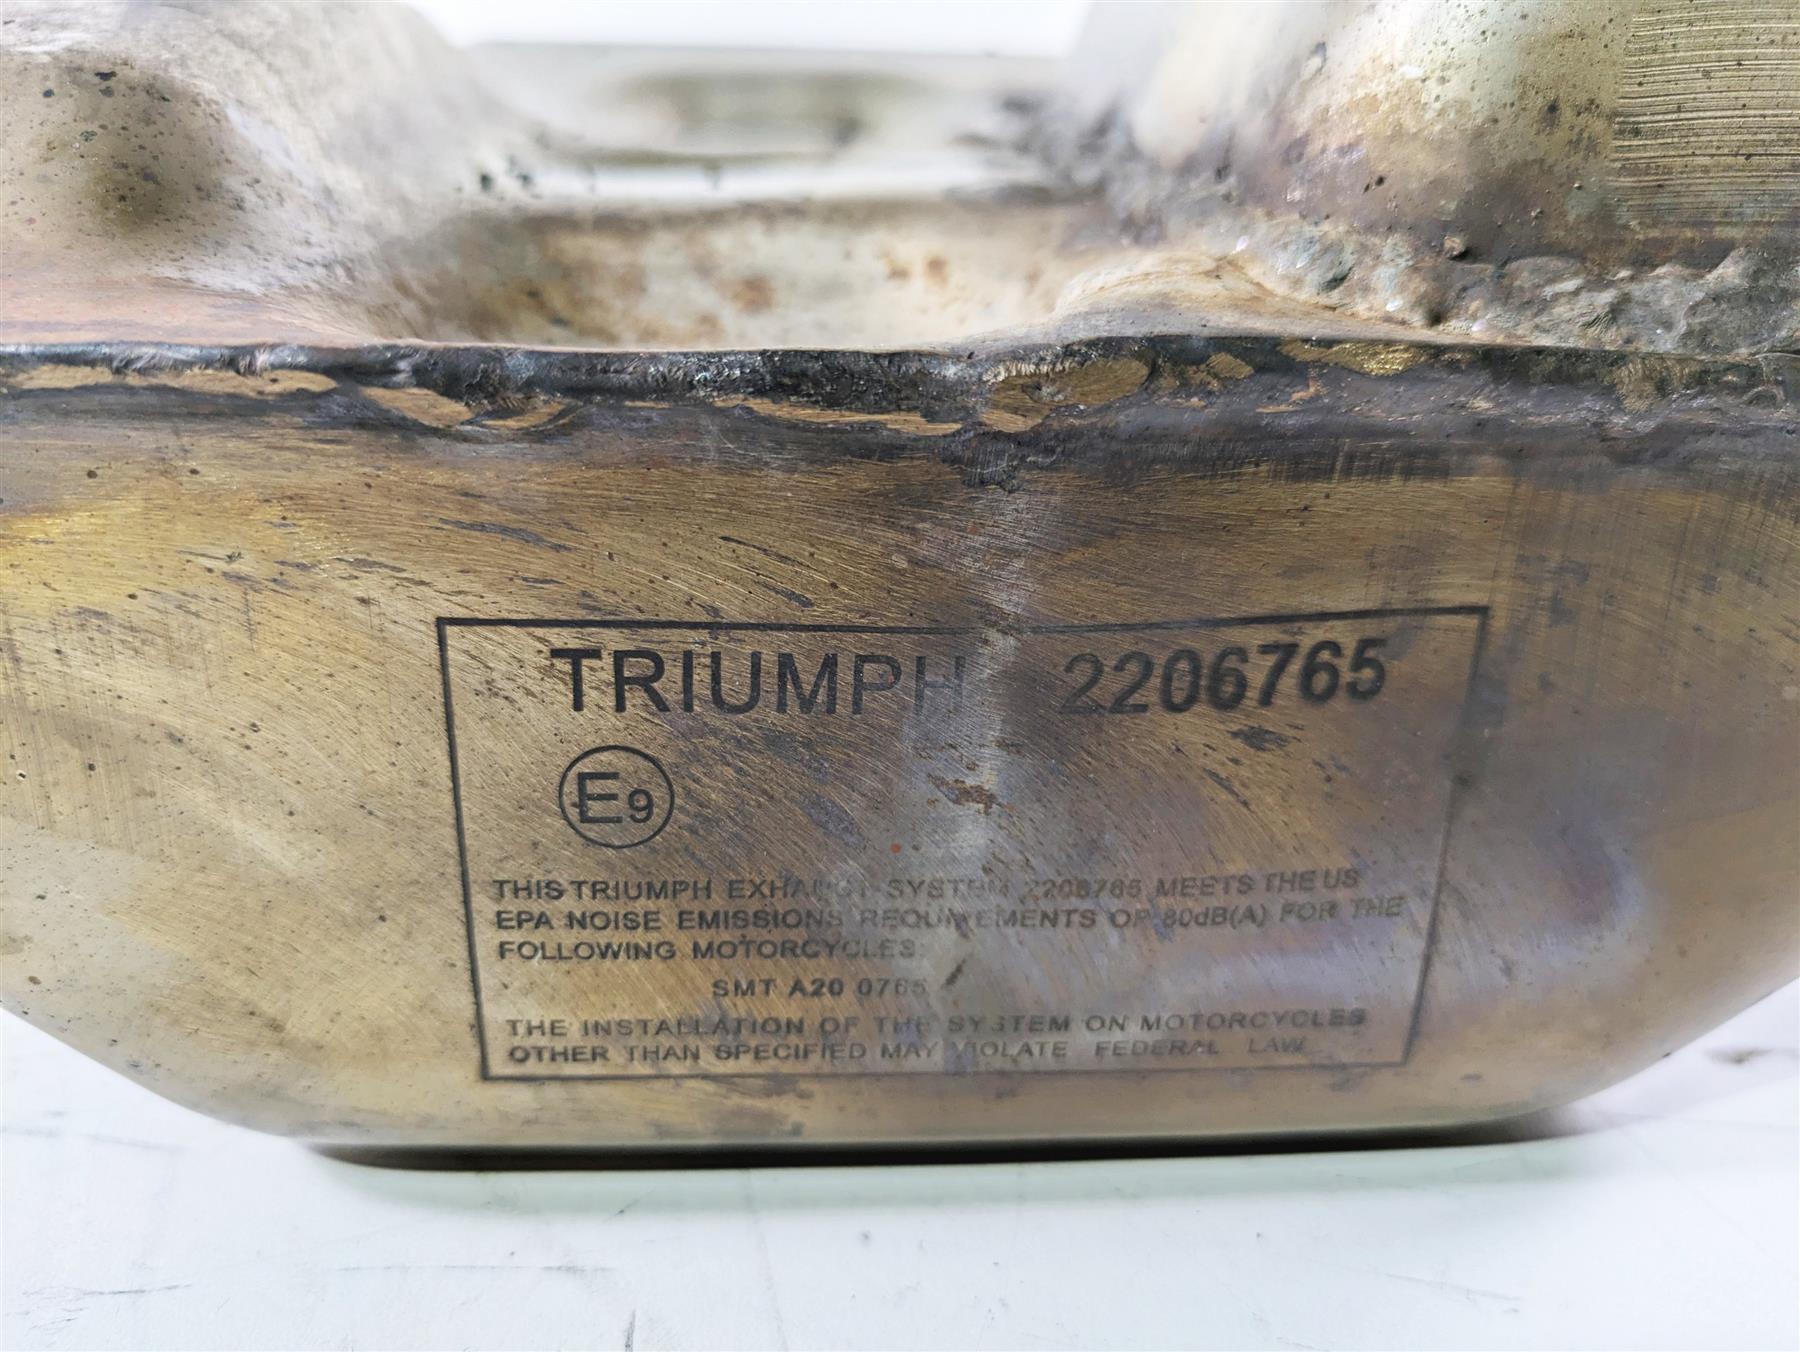 TRIUMPH 2206765
E9
THIS TRIUMPH EXHAUST SYSTEM 2206765 MEETS THE US
EPA NOISE EMISSIONS REQUIREMENTS OF 80dB(A) FOR THE
FOLLOWING MOTORCYCLES:
SMT A20 0765
THE INSTALLATION OF THE SYSTEM ON MOTORCYCLES
OTHER THAN SPECIFIED MAY VIOLATE FEDERAL LAW